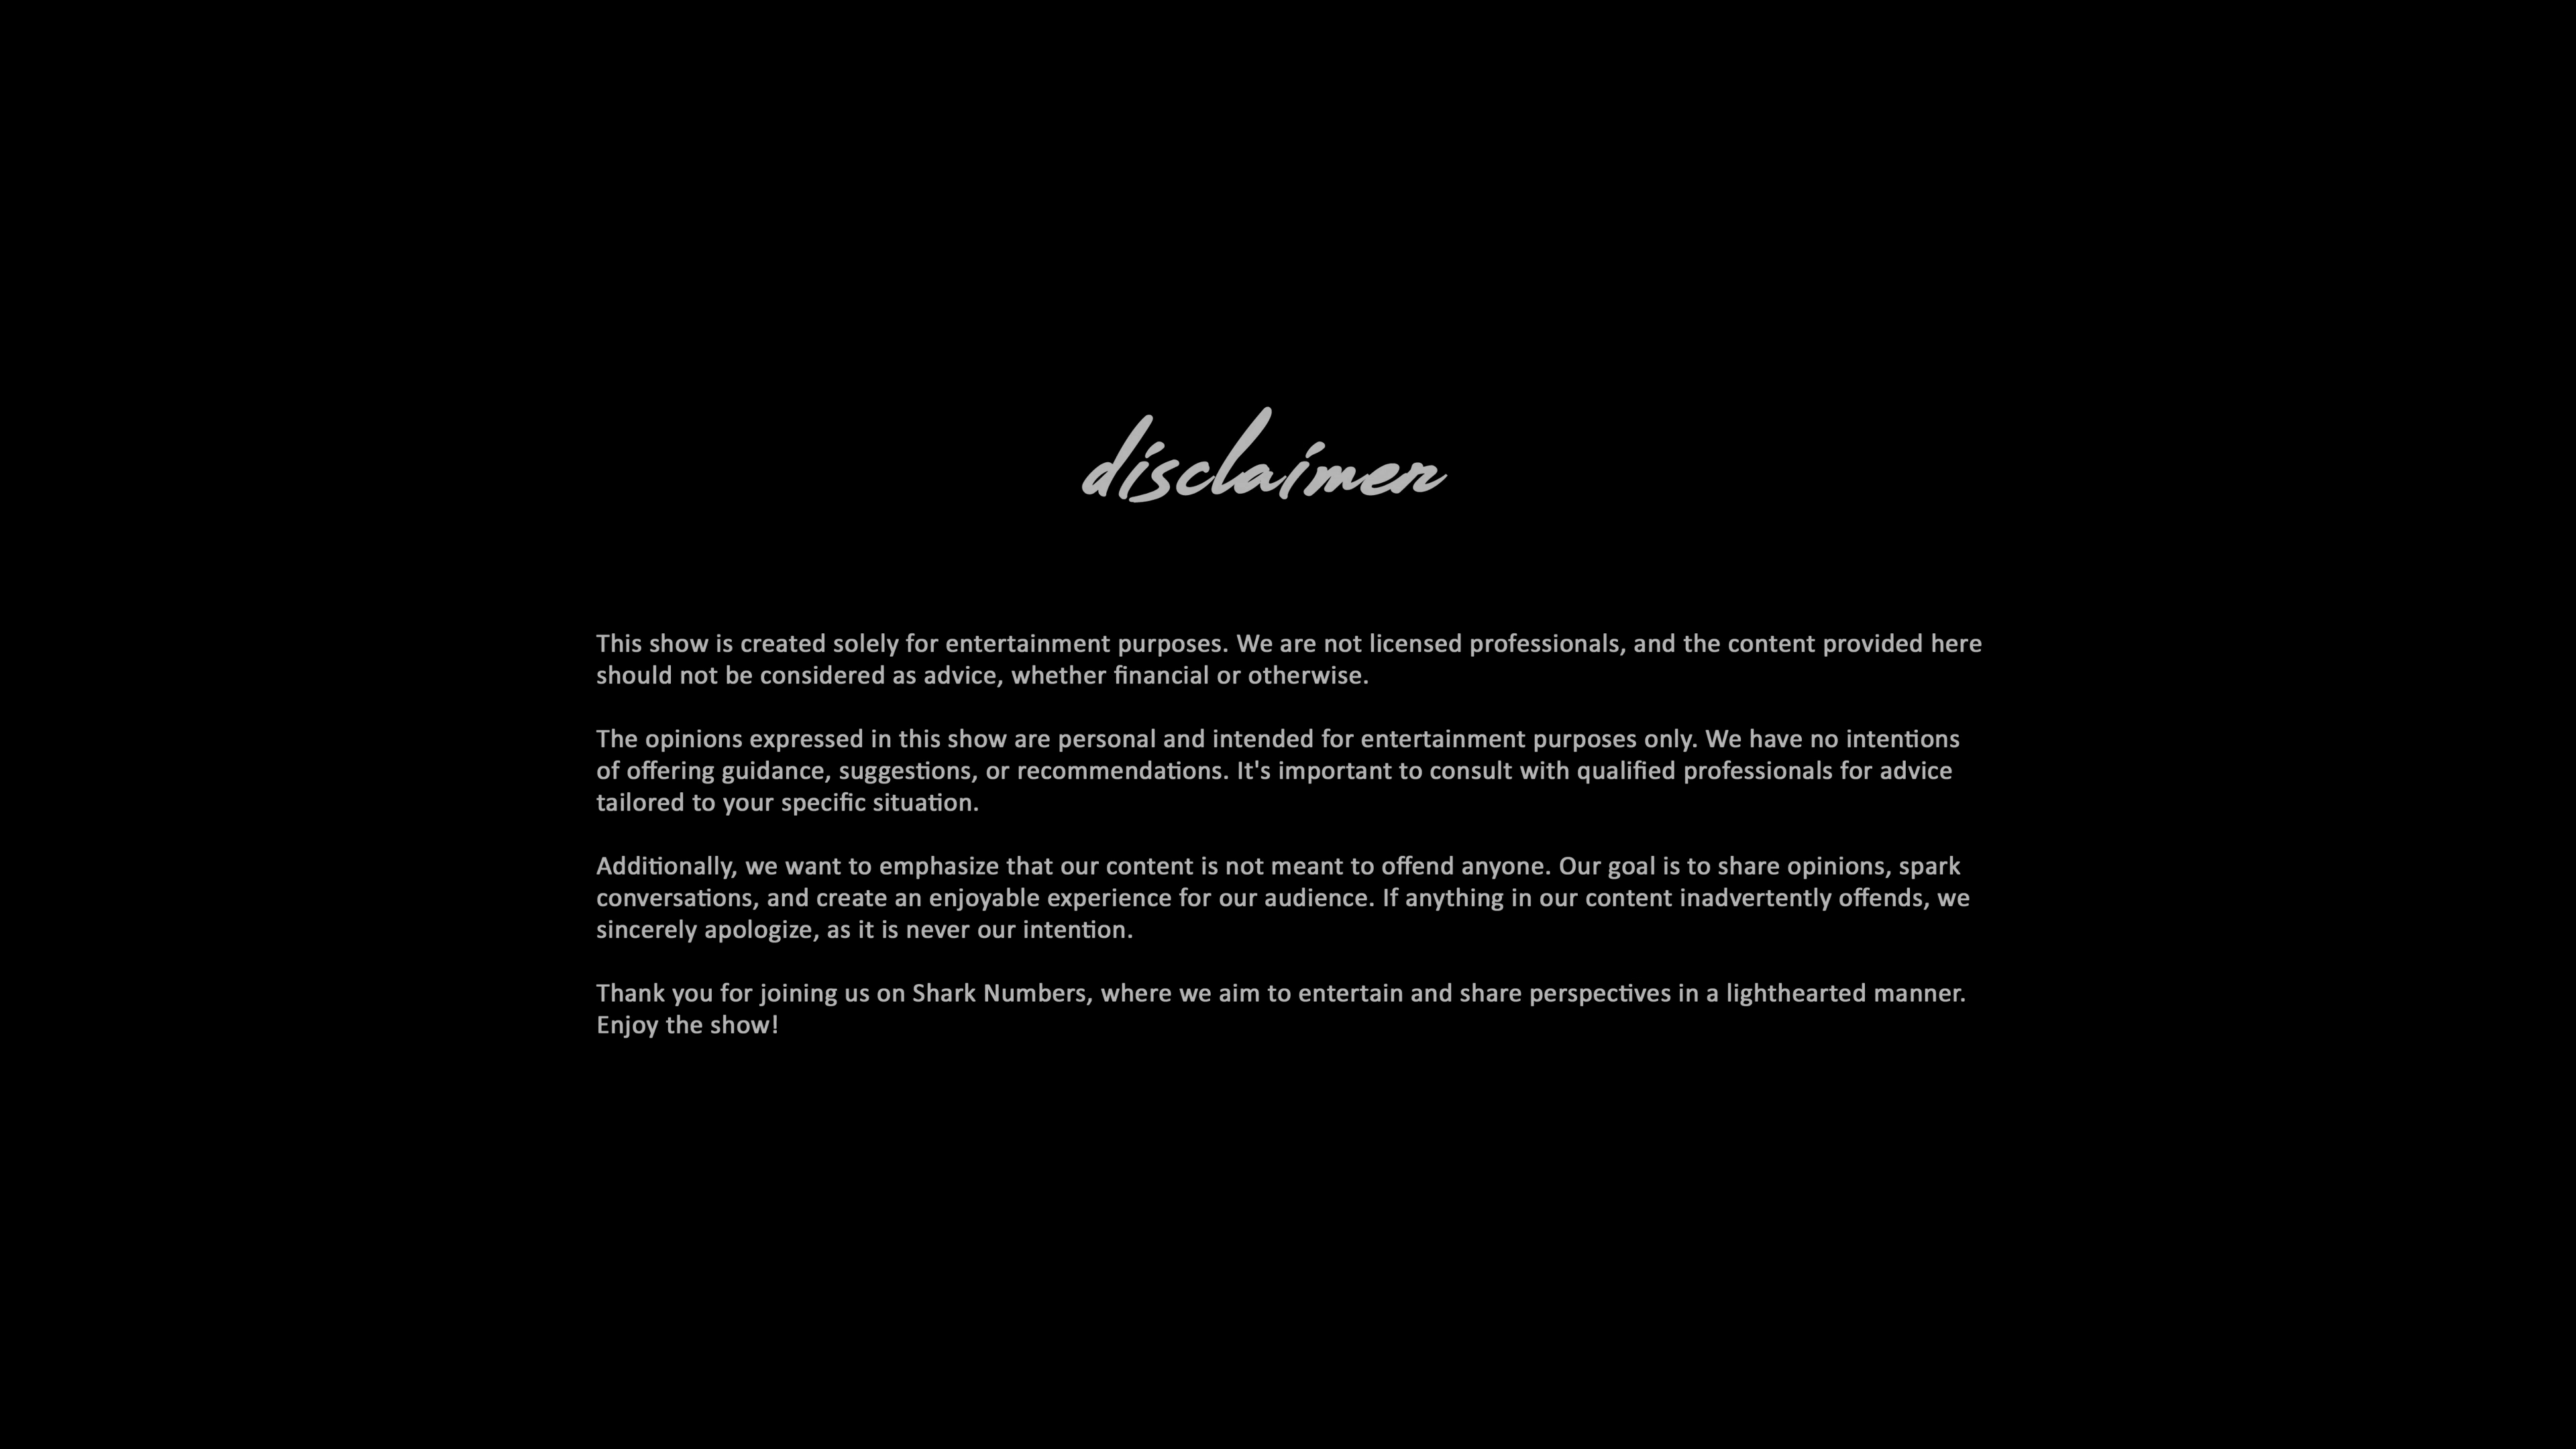 disclaimer
This show is created solely for entertainment purposes. We are not licensed professionals, and the content provided here
should not be considered as advice, whether financial or otherwise.
The opinions expressed in this show are personal and intended for entertainment purposes only. We have no intentions
of offering guidance, suggestions, or recommendations. It's important to consult with qualified professionals for advice
tailored to your specific situation.
Additionally, we want to emphasize that our content is not meant to offend anyone. Our goal is to share opinions, spark
conversations, and create an enjoyable experience for our audience. If anything in our content inadvertently offends, we
sincerely apologize, as it is never our intention.
Thank you for joining us on Shark Numbers, where we aim to entertain and share perspectives in a lighthearted manner.
Enjoy the show!